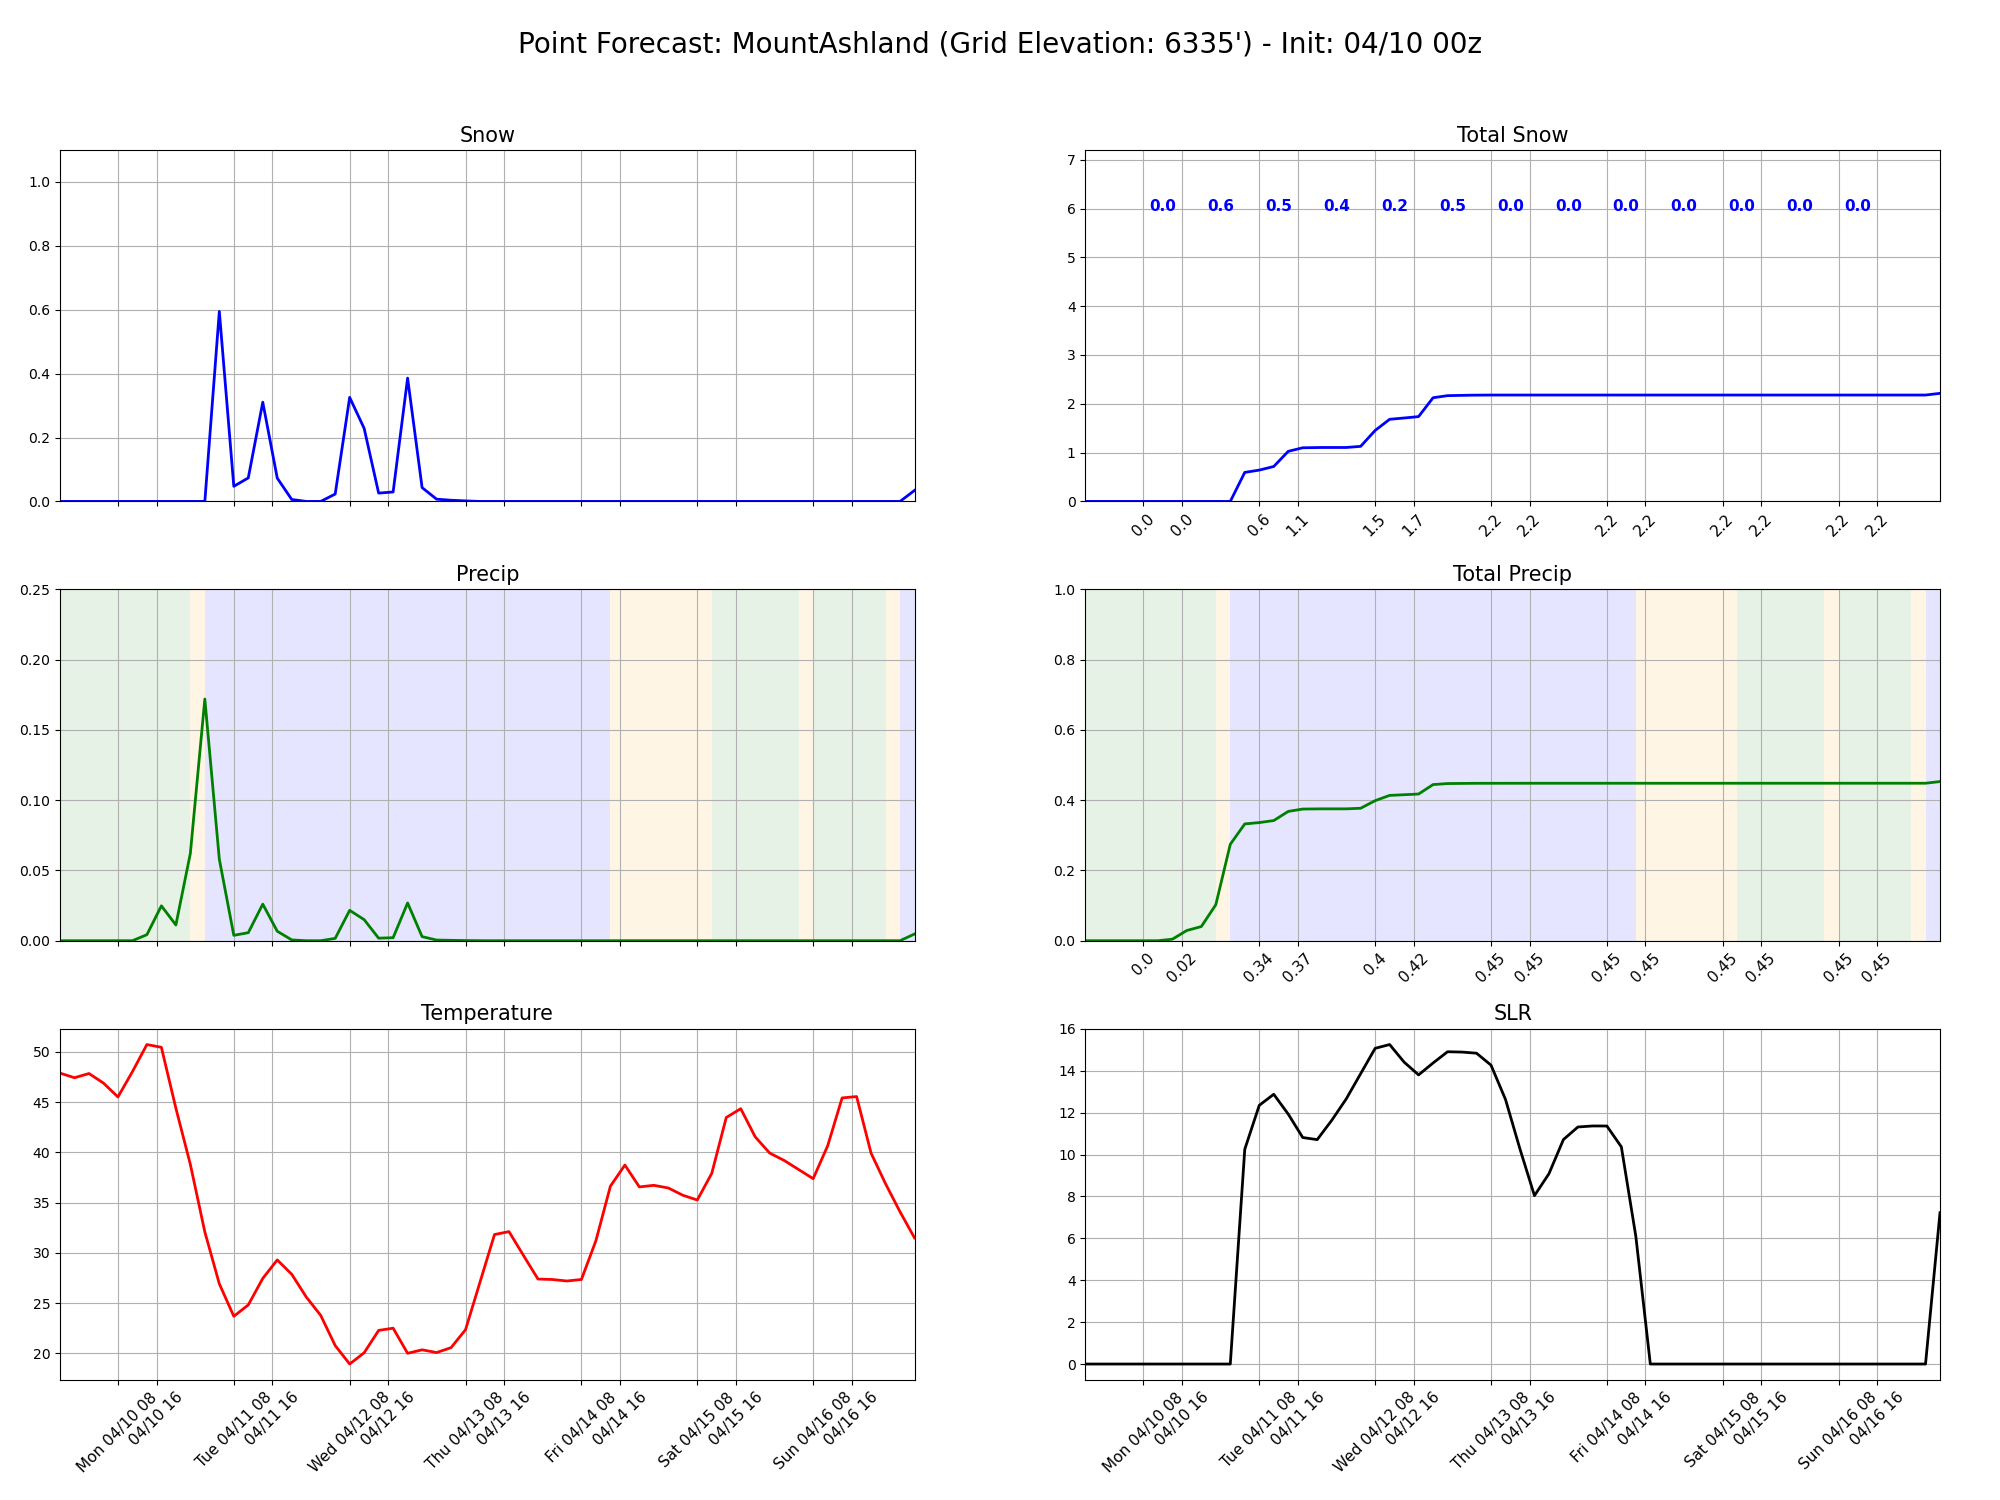 Point Forecast: MountAshland (Grid Elevation: 6335') - Init: 04/10 00z
Snow
1.0
0.8
0.6
0.4
0.2
0.0
Total Snow
7
6
5
4
3
2
1
0
0.0 0.6 0.5 0.4 0.2 0.5 0.0 0.0 0.0 0.0 0.0 0.0 0.0
0.0 0.0 0.6 1.1 1.5 1.7 2.2 2.2 2.2 2.2 2.2 2.2 2.2 2.2
Precip
0.25
0.20
0.15
0.10
0.05
0.00
Total Precip
1.0
0.8
0.6
0.4
0.2
0.0
0.0 0.02 0.34 0.37 0.4 0.42 0.45 0.45 0.45 0.45 0.45 0.45 0.45 0.45
Temperature
50
45
40
35
30
25
20
Mon 04/10 08
04/10 16
Tue 04/11 08
04/11 16
Wed 04/12 08
04/12 16
Thu 04/13 08
04/13 16
Fri 04/14 08
04/14 16
Sat 04/15 08
04/15 16
Sun 04/16 08
04/16 16
SLR
16
14
12
10
8
6
4
2
0
Mon 04/10 08
04/10 16
Tue 04/11 08
04/11 16
Wed 04/12 08
04/12 16
Thu 04/13 08
04/13 16
Fri 04/14 08
04/14 16
Sat 04/15 08
04/15 16
Sun 04/16 08
04/16 16